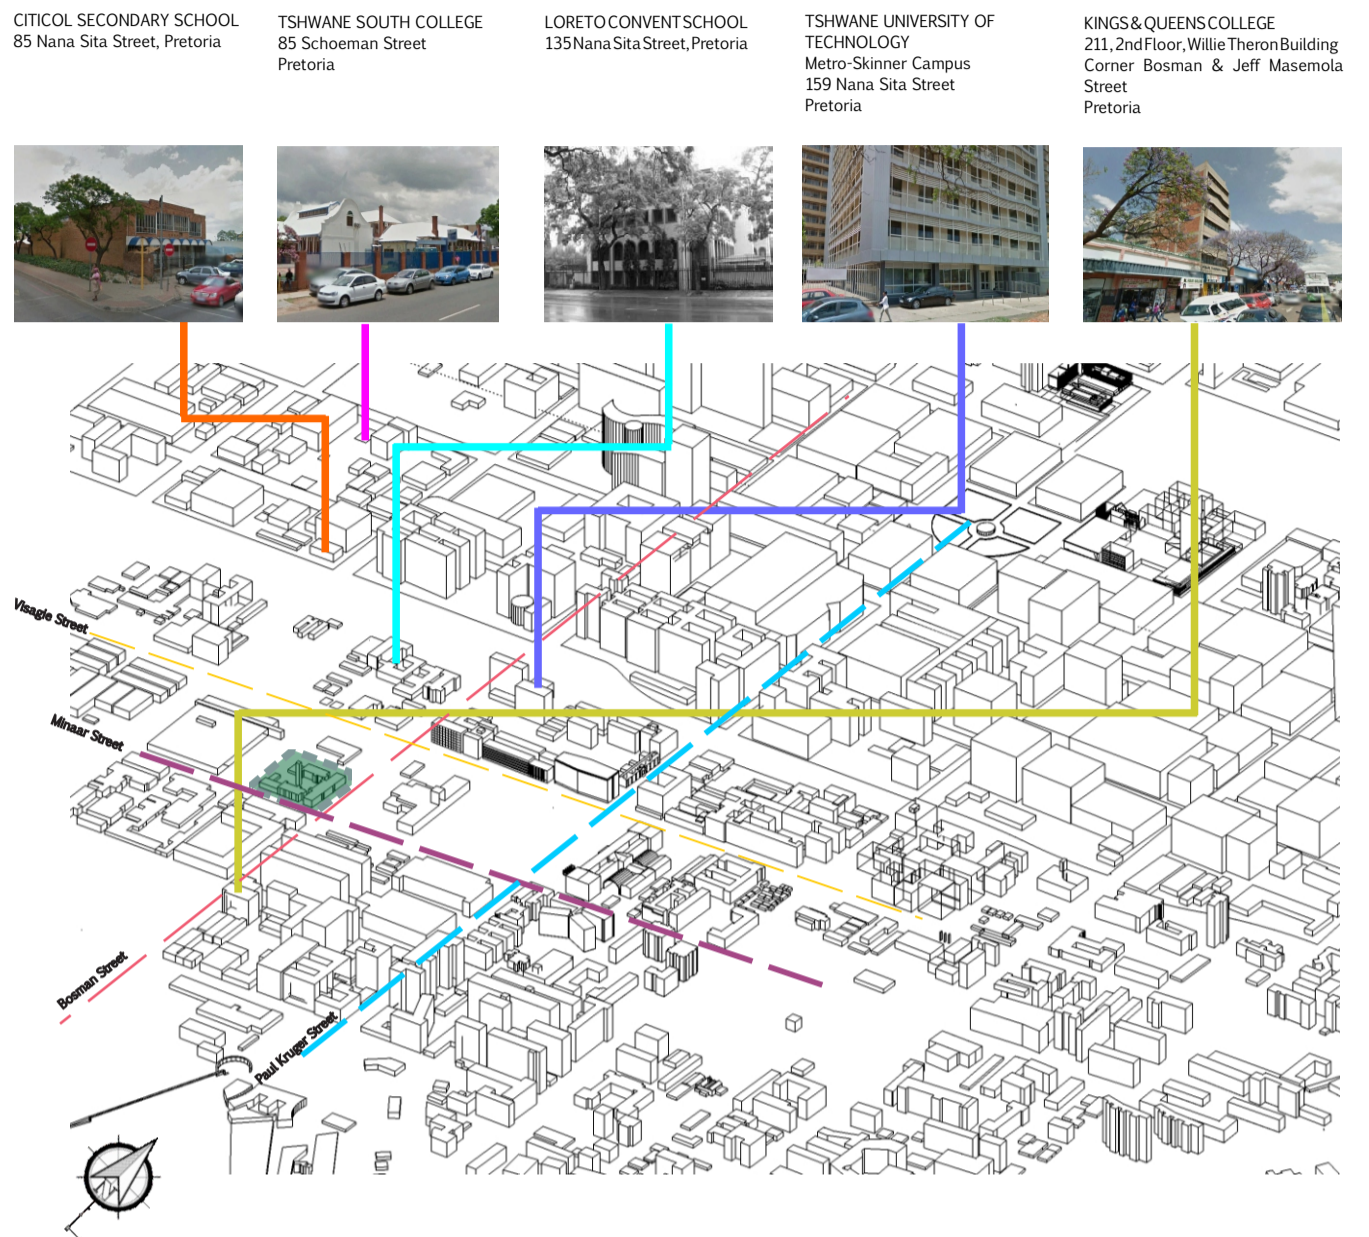 CITICOL SECONDARY SCHOOL
85 Nana Sita Street, Pretoria
TSHWANE SOUTH COLLEGE
85 Schoeman Street
Pretoria
LORETO CONVENT SCHOOL
135 Nana Sita Street, Pretoria
TSHWANE UNIVERSITY OF
TECHNOLOGY
Metro-Skinner Campus
159 Nana Sita Street
Pretoria
KINGS & QUEENS COLLEGE
211, 2nd Floor, Willie Theron Building
Corner Bosman & Jeff Masemola
Street
Pretoria
Visagie Street
Minaar Street
Bosman Street
Paul Kruger Street
N